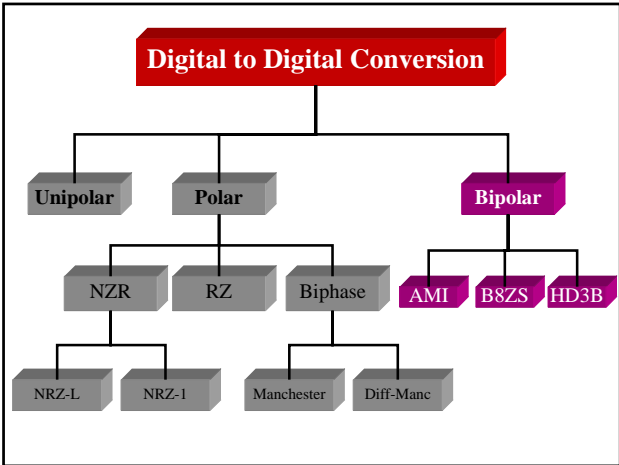 Digital to Digital Conversion
Unipolar
Polar
Bipolar
NZR
RZ
Biphase
AMI
B8ZS
HD3B
NRZ-L
NRZ-1
Manchester
Diff-Manc